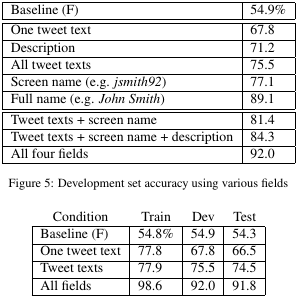 Baseline (F) 54.9%
One tweet text 67.8
Description 71.2
All tweet texts 75.5
Screen name (e.g. jsmith92) 77.1
Full name (e.g. John Smith) 89.1
Tweet texts + screen name 81.4
Tweet texts + screen name + description 84.3
All four fields 92.0
Figure 5: Development set accuracy using various fields
Condition Train Dev Test
Baseline (F) 54.8% 54.9 54.3
One tweet text 77.8 67.8 66.5
Tweet texts 77.9 75.5 74.5
All fields 98.6 92.0 91.8